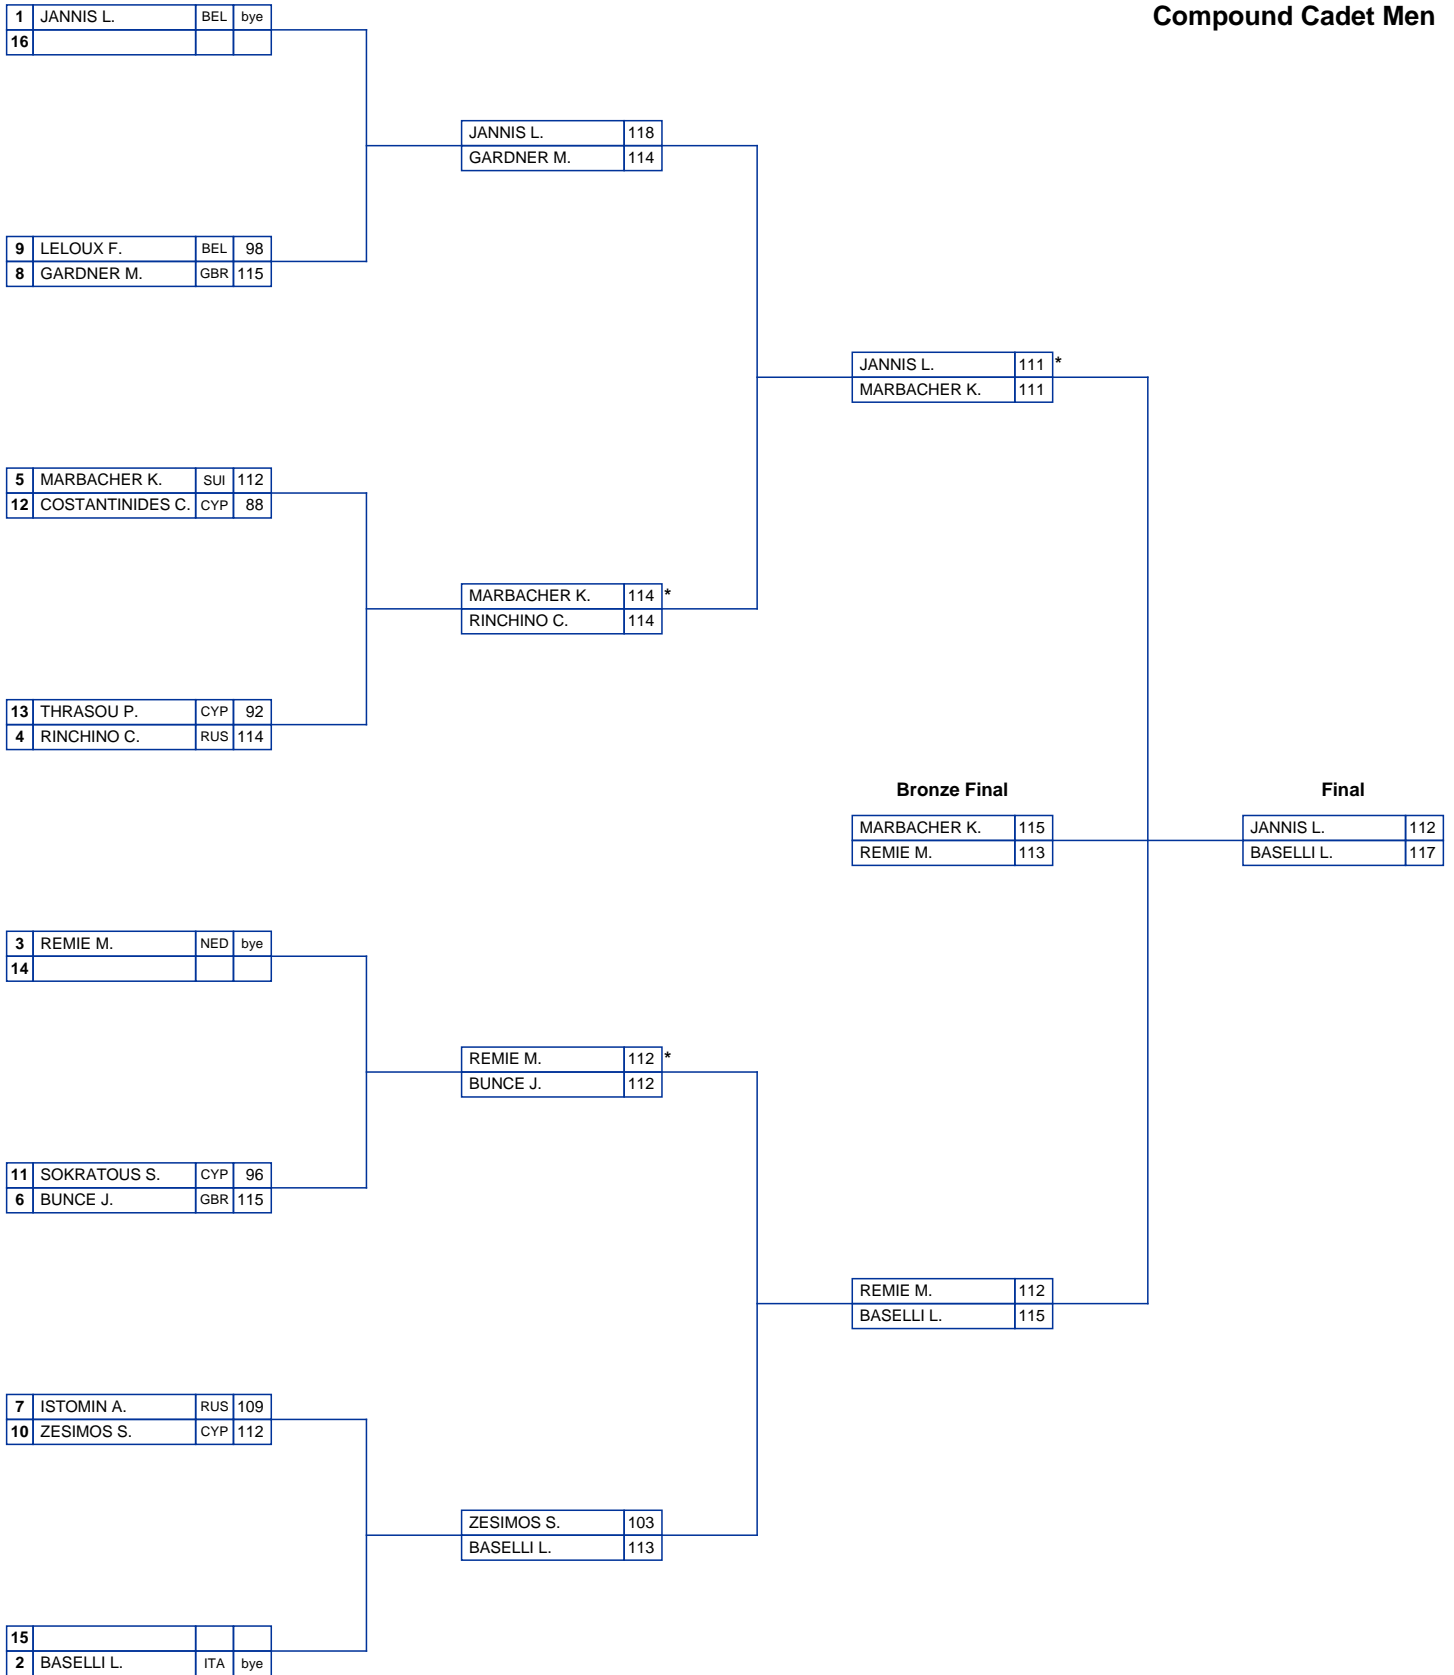 Compound Cadet Men
1 JANNIS L. BEL bye
16
JANNIS L. 118
GARDNER M. 114
9 LELOUX F. BEL 98
8 GARDNER M. GBR 115
JANNIS L. 111 *
MARBACHER K. 111
5 MARBACHER K. SUI 112
12 COSTANTINIDES C. CYP 88
MARBACHER K. 114 *
RINCHINO C. 114
13 THRASOU P. CYP 92
4 RINCHINO C. RUS 114
Bronze Final
MARBACHER K. 115
REMIE M. 113
Final
JANNIS L. 112
BASELLI L. 117
3 REMIE M. NED bye
14
REMIE M. 112 *
BUNCE J. 112
11 SOKRATOUS S. CYP 96
6 BUNCE J. GBR 115
REMIE M. 112
BASELLI L. 115
7 ISTOMIN A. RUS 109
10 ZESIMOS S. CYP 112
ZESIMOS S. 103
BASELLI L. 113
15
2 BASELLI L. ITA bye